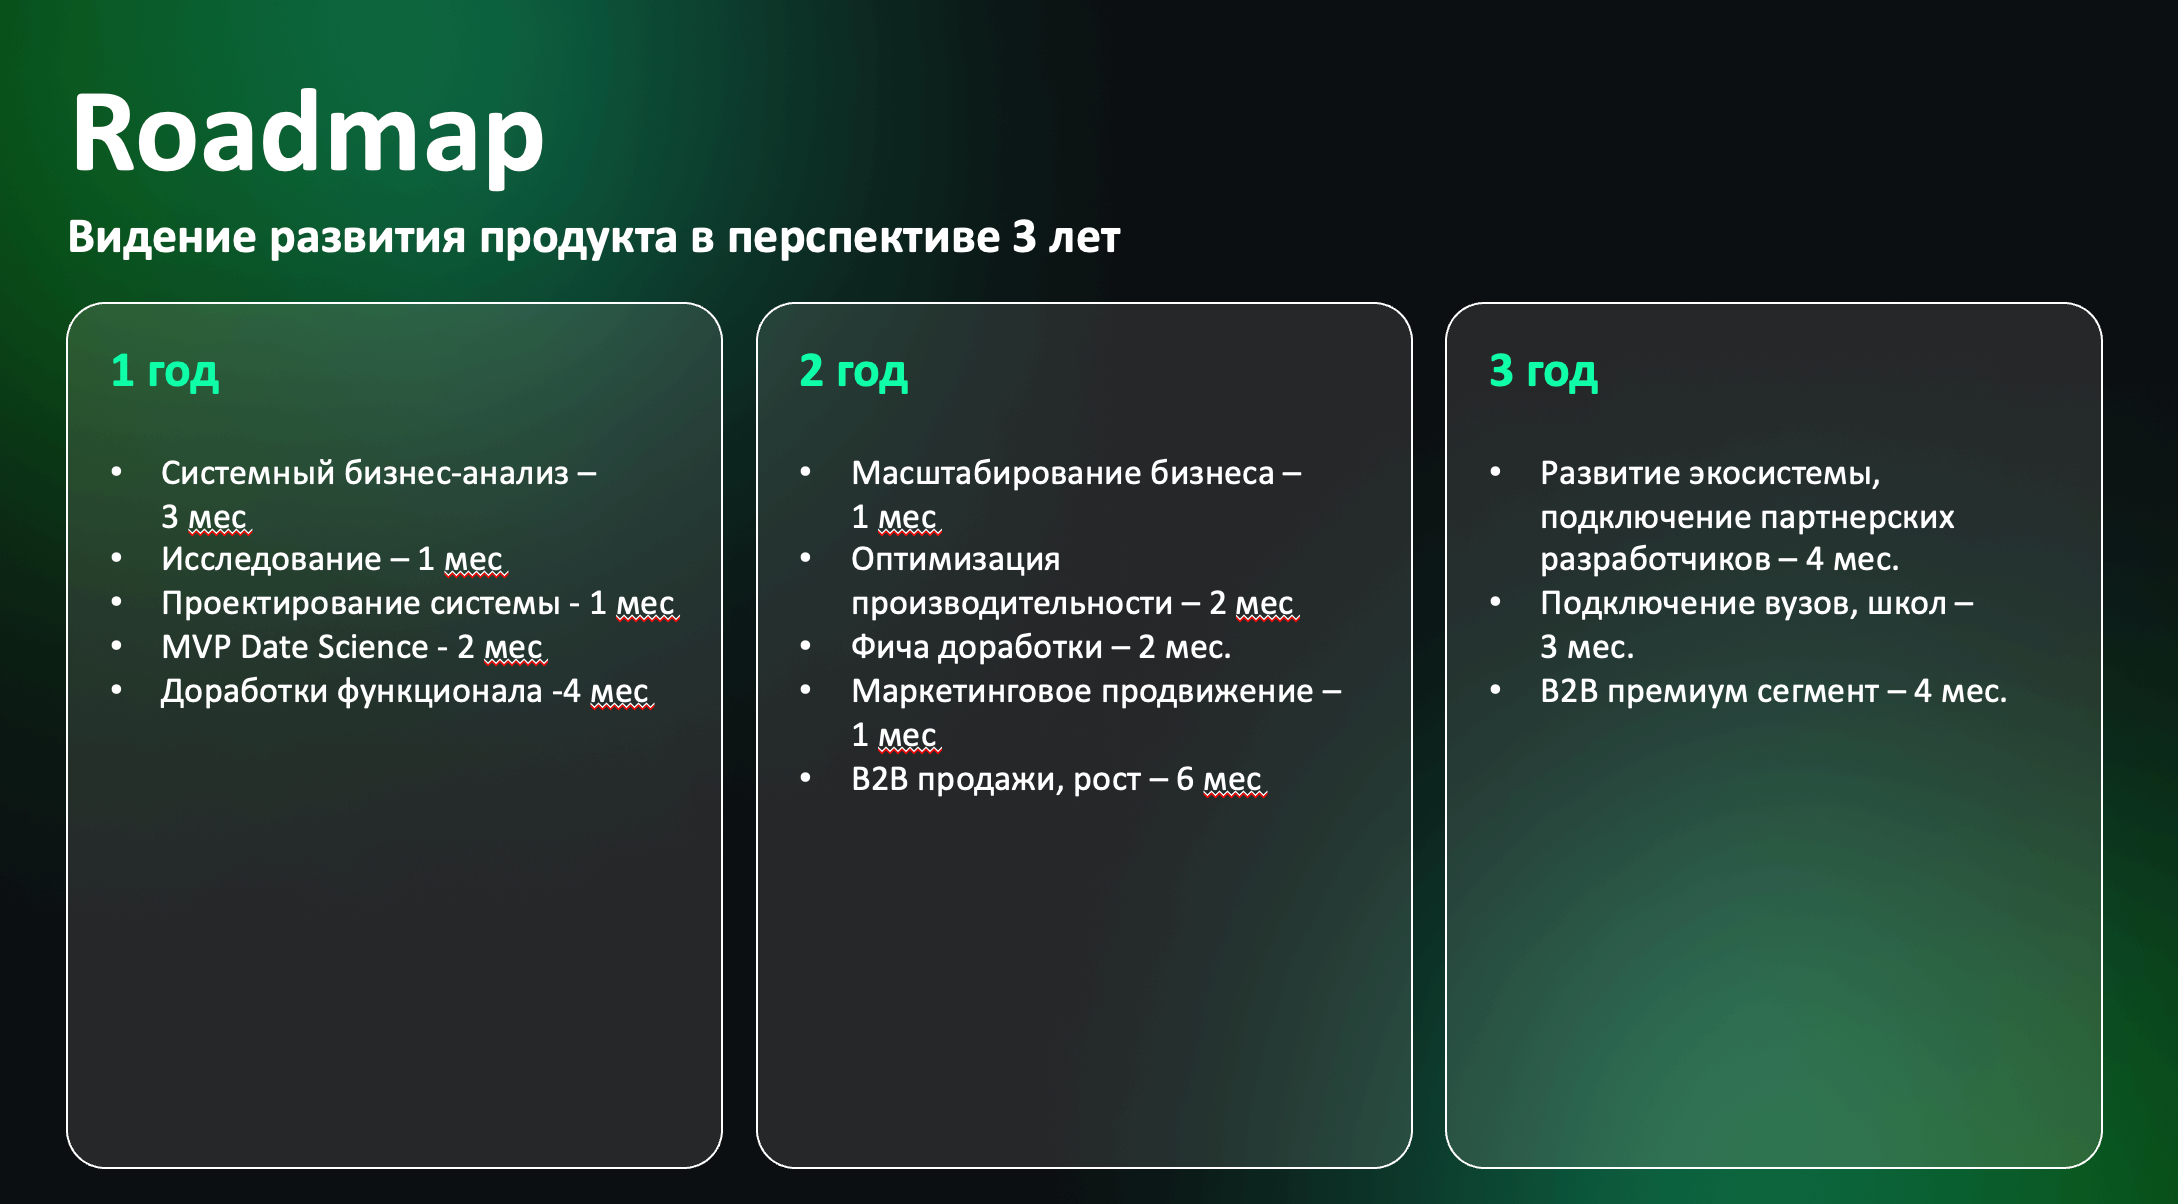 Roadmap
Видение развития продукта в перспективе 3 лет
1 год
• Системный бизнес-анализ –
3 мес
• Исследование – 1 мес
• Проектирование системы - 1 мес
• MVP Date Science - 2 мес
• Доработки функционала -4 мес
2 год
• Масштабирование бизнеса –
1 мес
• Оптимизация
производительности – 2 мес
• Фича доработки – 2 мес.
• Маркетинговое продвижение –
1 мес
• B2B продажи, рост – 6 мес
3 год
• Развитие экосистемы,
подключение партнерских
разработчиков – 4 мес.
• Подключение вузов, школ –
3 мес.
• B2B премиум сегмент – 4 мес.